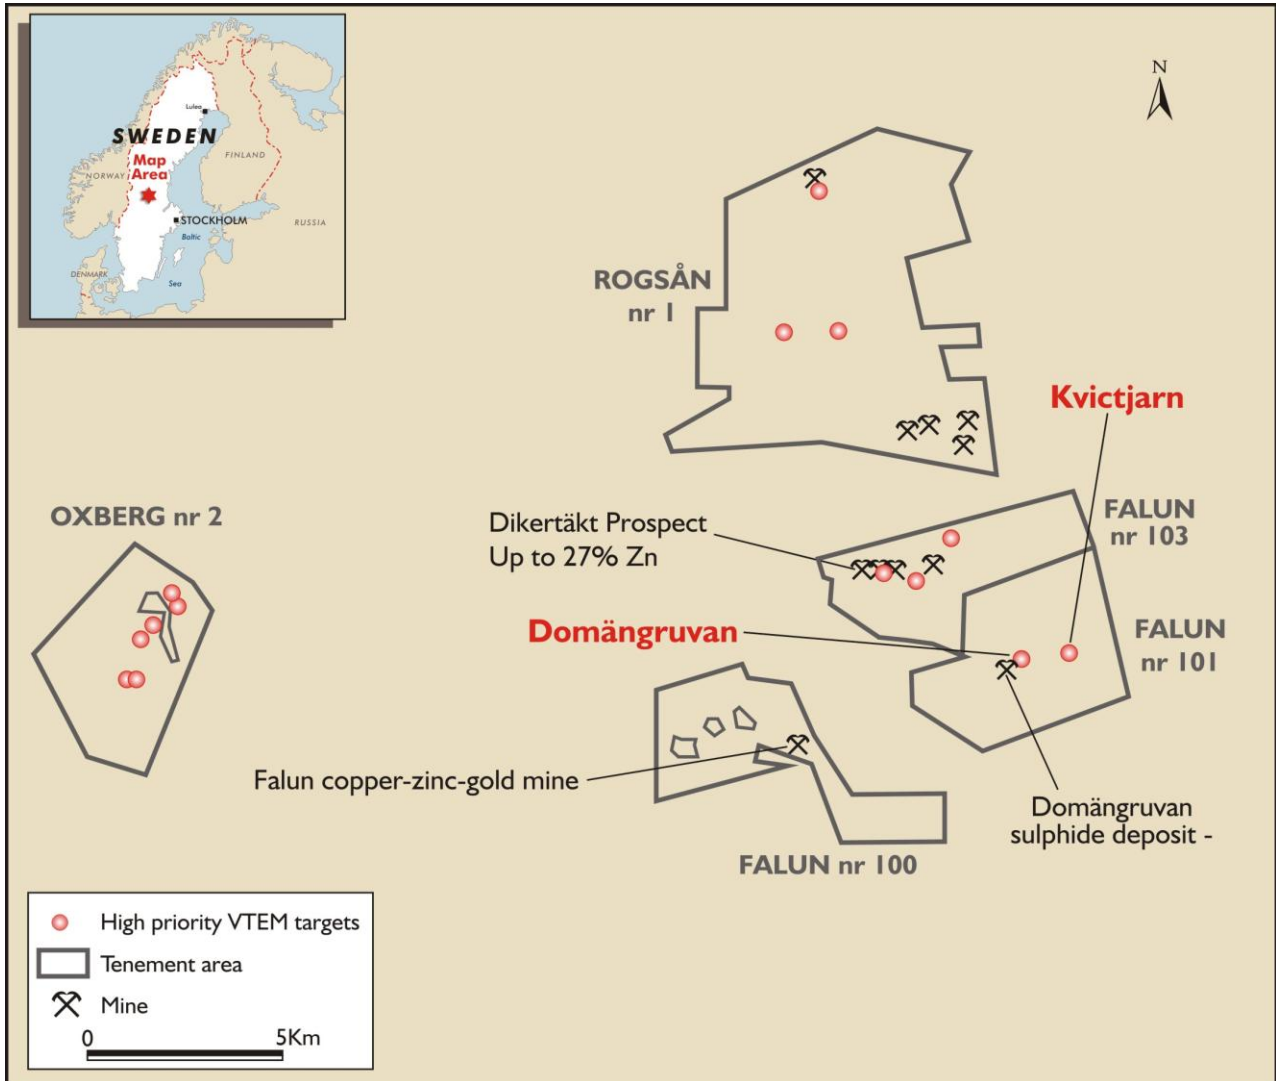 Lulea
SWEDEN
Map
Area
FINLAND
NORWAY
STOCKHOLM
RUSSIA
Baltic
DENMARK
Sea
N
ROGSÅN
nr 1
Kvictjarn
OXBERG nr 2
Dikertäkt Prospect
Up to 27% Zn
FALUN
nr 103
Domängruvan
FALUN
nr 101
Falun copper-zinc-gold mine
Domängruvan
sulphide deposit -
FALUN nr 100
High priority VTEM targets
Tenement area
Mine
0 5Km